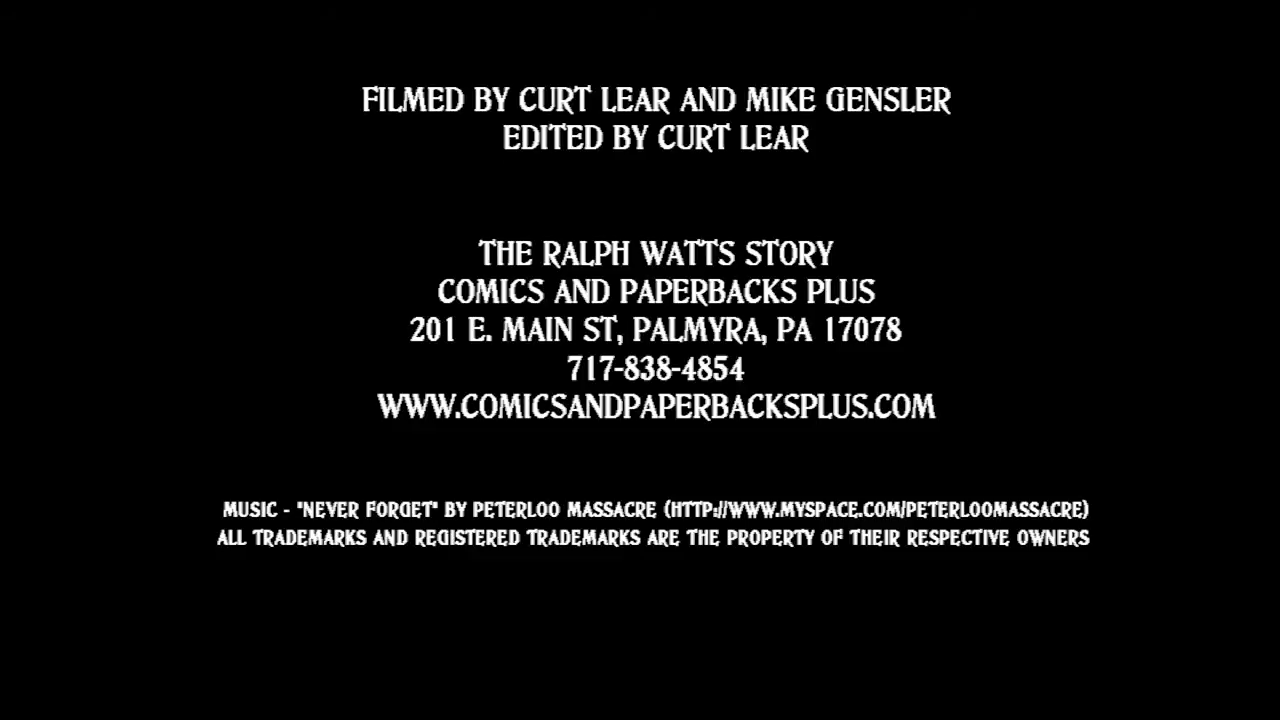 FILMED BY CURT LEAR AND MIKE GENSLER
EDITED BY CURT LEAR
THE RALPH WATTS STORY
COMICS AND PAPERBACKS PLUS
201 E. MAIN ST, PALMYRA, PA 17078
717-838-4854
WWW.COMICSANDPAPERBACKSPLUS.COM
MUSIC - "NEVER FORGET" BY PETERLOO MASSACRE (HTTP://WWW.MYSPACE.COM/PETERLOOMASSACRE)
ALL TRADEMARKS AND REGISTERED TRADEMARKS ARE THE PROPERTY OF THEIR RESPECTIVE OWNERS